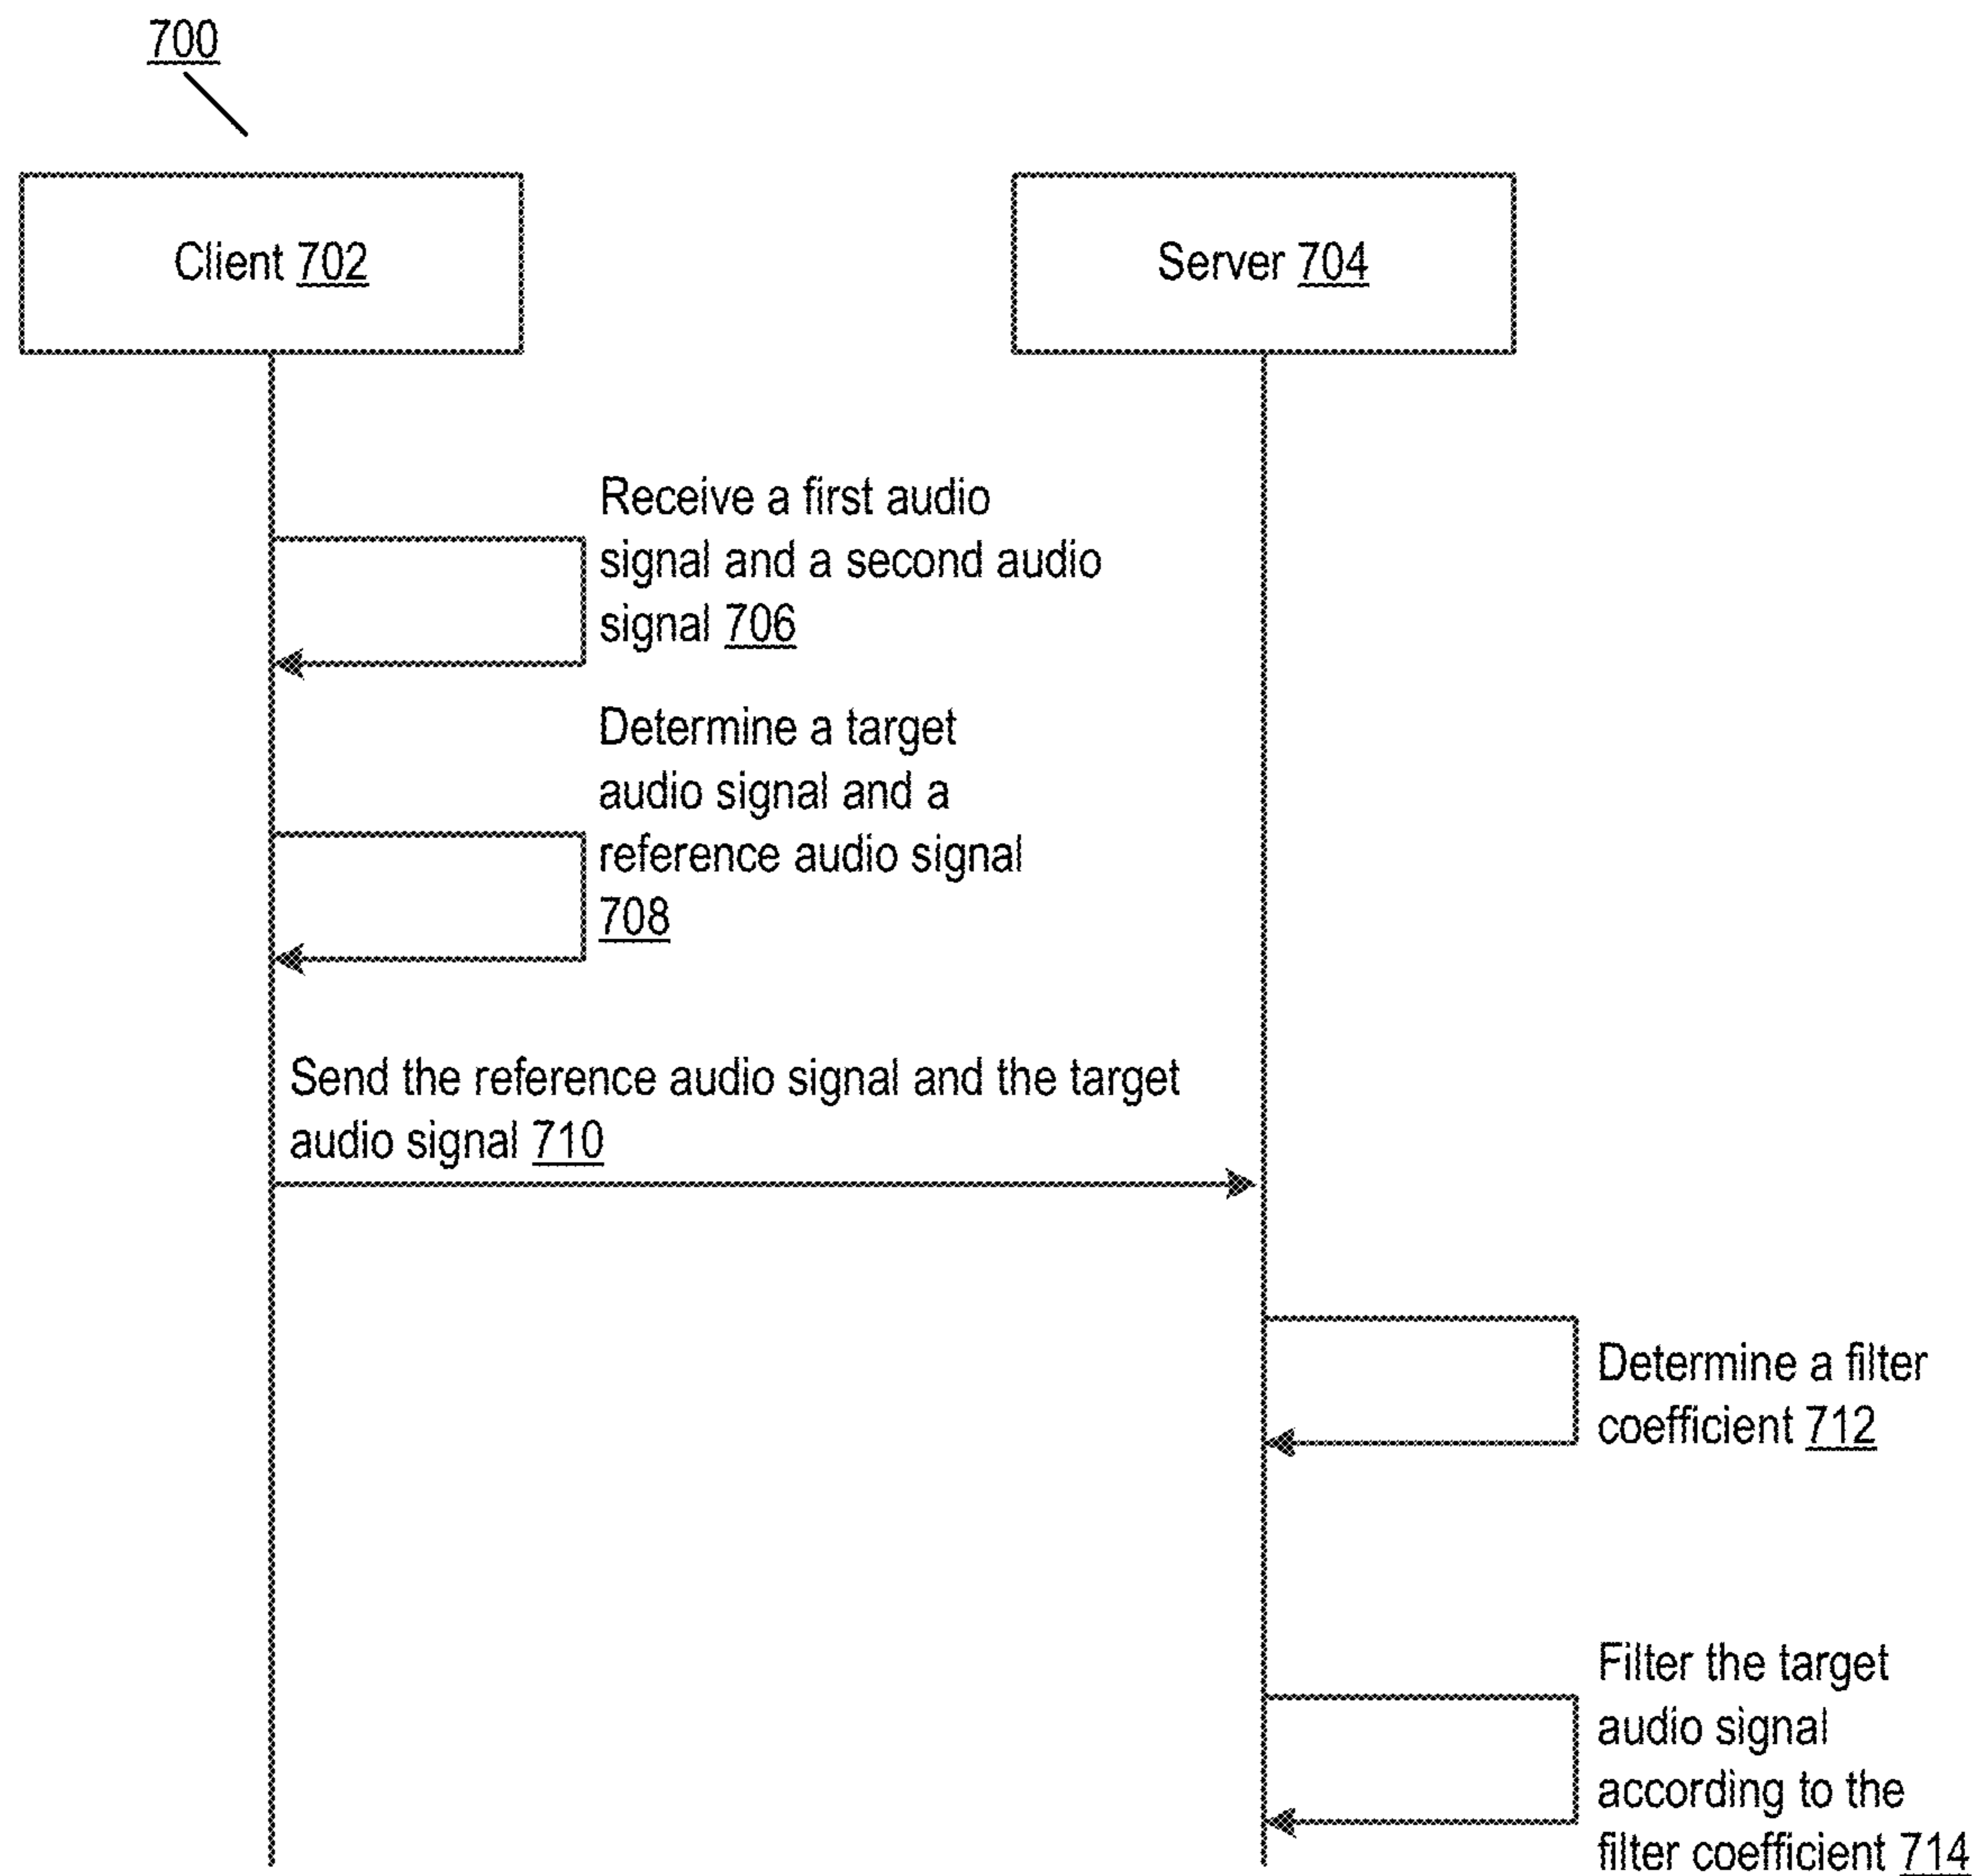 700
Client 702
Server 704
Receive a first audio
signal and a second audio
signal 706
Determine a target
audio signal and a
reference audio signal
708
Send the reference audio signal and the target
audio signal 710
Determine a filter
coefficient 712
Filter the target
audio signal
according to the
filter coefficient 714